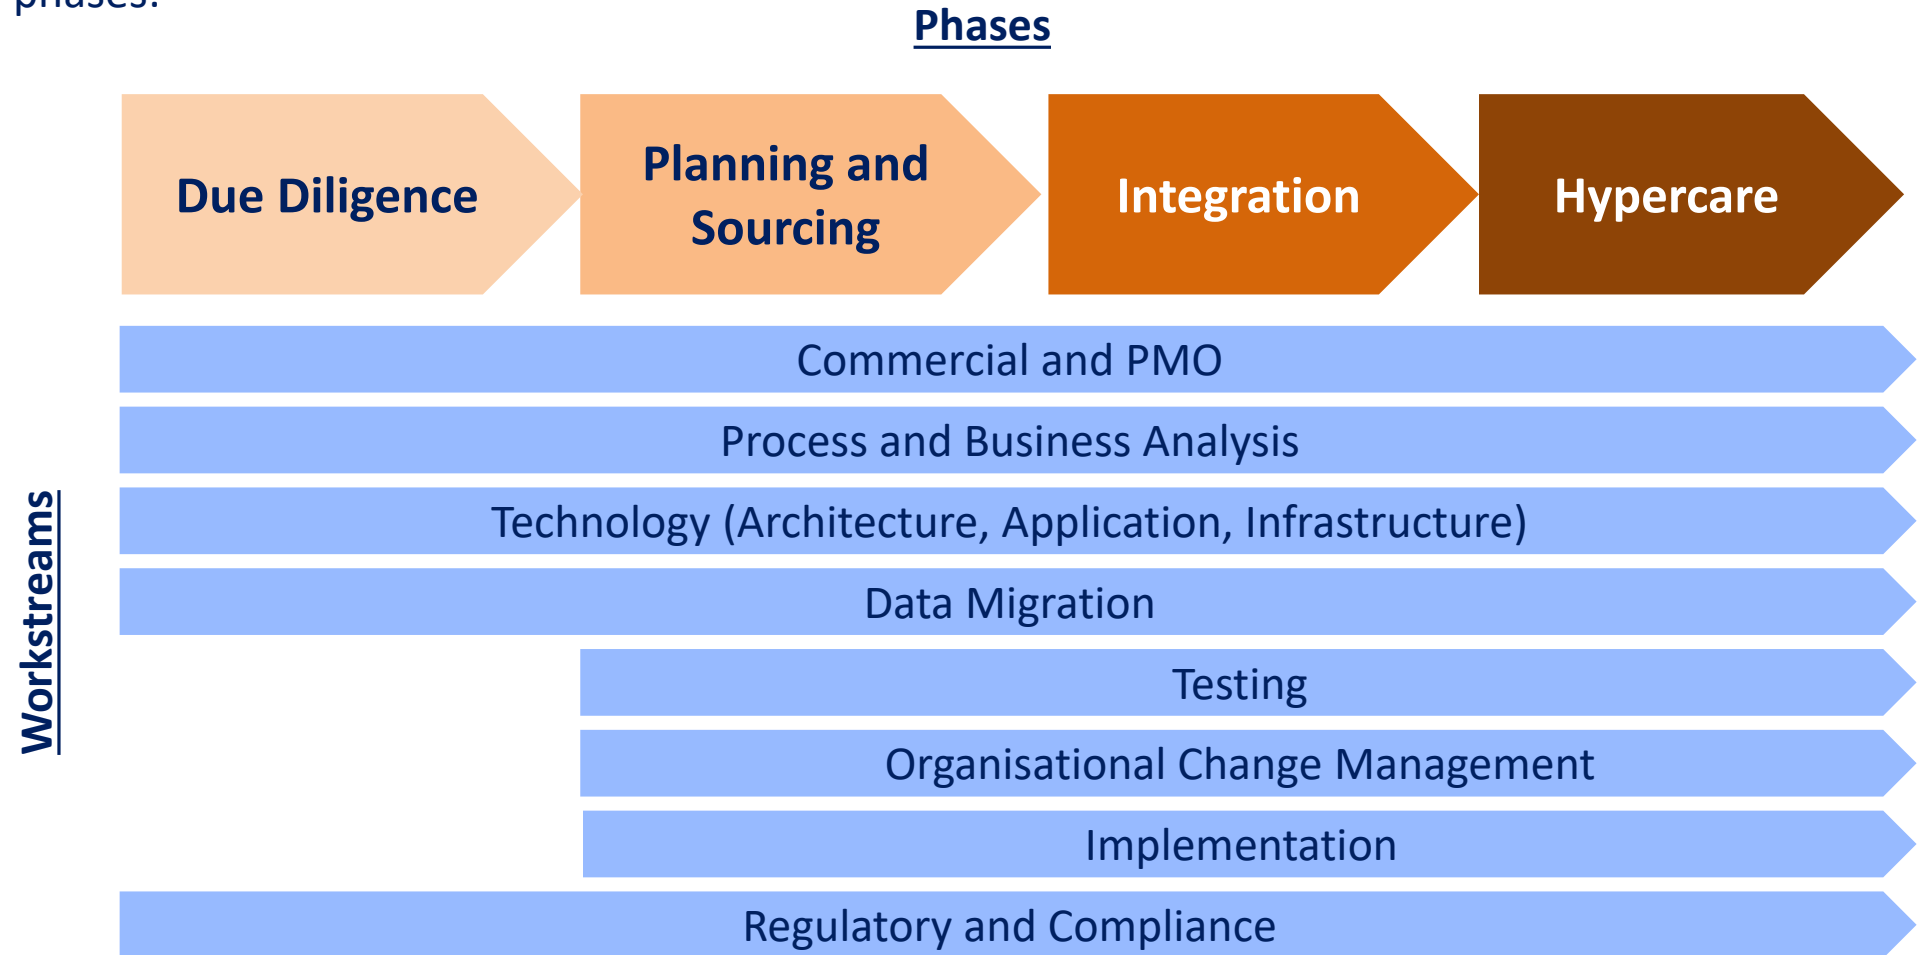 phases:
Phases
Due Diligence
Planning and
Sourcing
Integration
Hypercare
Workstreams
Commercial and PMO
Process and Business Analysis
Technology (Architecture, Application, Infrastructure)
Data Migration
Testing
Organisational Change Management
Implementation
Regulatory and Compliance